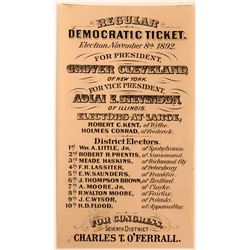 REGULAR
DEMOCRATIC TICKET.
Election November 8th 1892.
FOR PRESIDENT,
GROVER CLEVELAND,
OF NEW YORK.
FOR VICE PRESIDENT,
ADLAI E. STEVENSON,
OF ILLINOIS.
ELECTORS AT LARGE,
ROBERT C. KENT, of Wythe.
HOLMES CONRAD, of Frederick.
District Electors.
1st WM. A. LITTLE, JR, of Spotsylvania.
2nd ROBERT R. PRENTIS, of Nansemond.
3rd MEADE HASKINS, of Richmond City
4th F. R. LASSITER, of Petersburg
5th E. W. SAUNDERS, of Franklin.
6th J. THOMPSON BROWN, of Bedford.
7th A. MOORE, JR, of Clarke.
8th R. WALTON MOORE, of Fairfax.
9th J. C. WYSOR, of Pulaski.
10th H. D. FLOOD, of Appomattox.
FOR CONGRESS,
SEVENTH DISTRICT
CHARLES T. O'FERRALL.